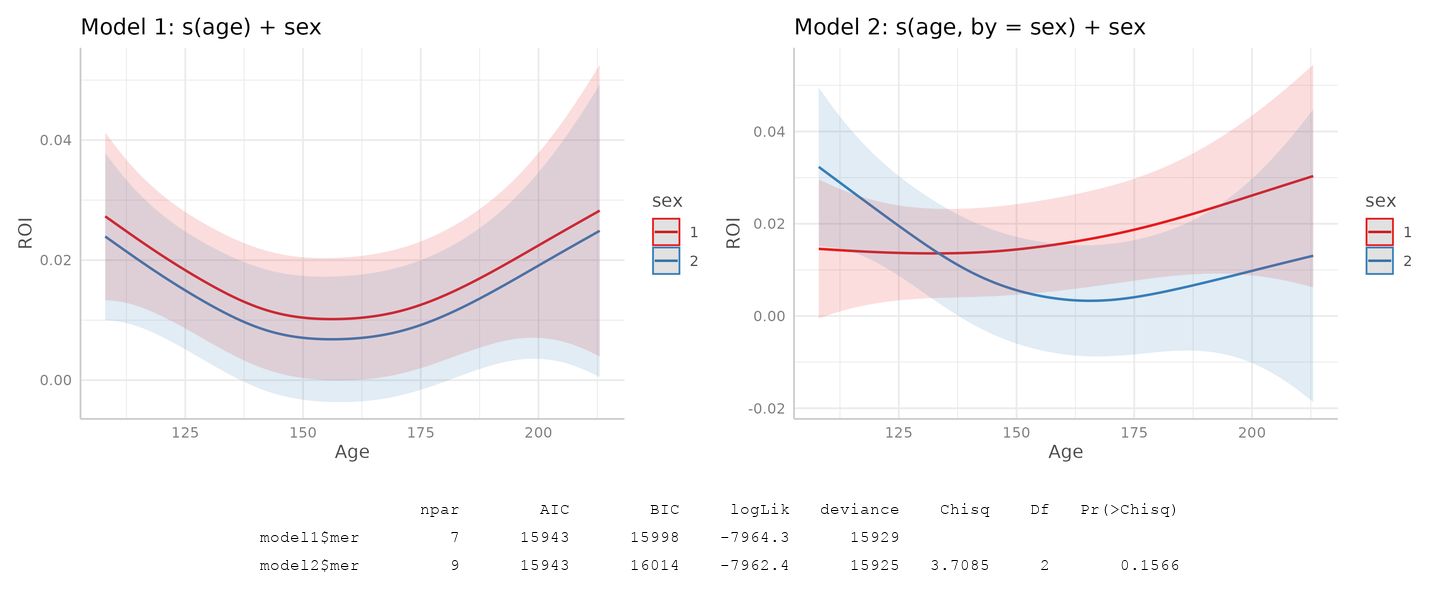 Model 1: s(age) + sex
0.04
0.02
0.00
ROI
125 150 175 200
Age
sex
1
2
Model 2: s(age, by = sex) + sex
0.04
0.02
0.00
-0.02
ROI
125 150 175 200
Age
sex
1
2
npar AIC BIC logLik deviance Chisq Df Pr(>Chisq)
model1$mer 7 15943 15998 -7964.3 15929
model2$mer 9 15943 16014 -7962.4 15925 3.7085 2 0.1566